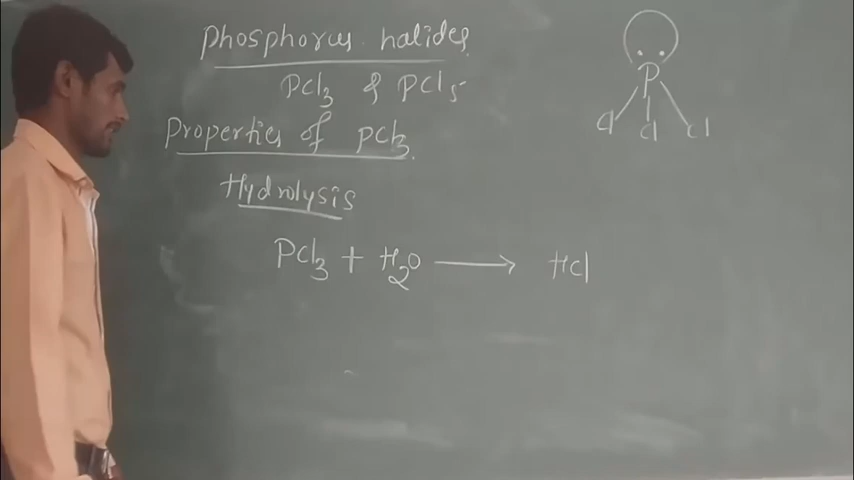 Phosphorus halides
PCl3 & PCl5
Properties of PCl3.
Hydrolysis
PCl3 + H2O ⟶ HCl
P
Cl Cl Cl